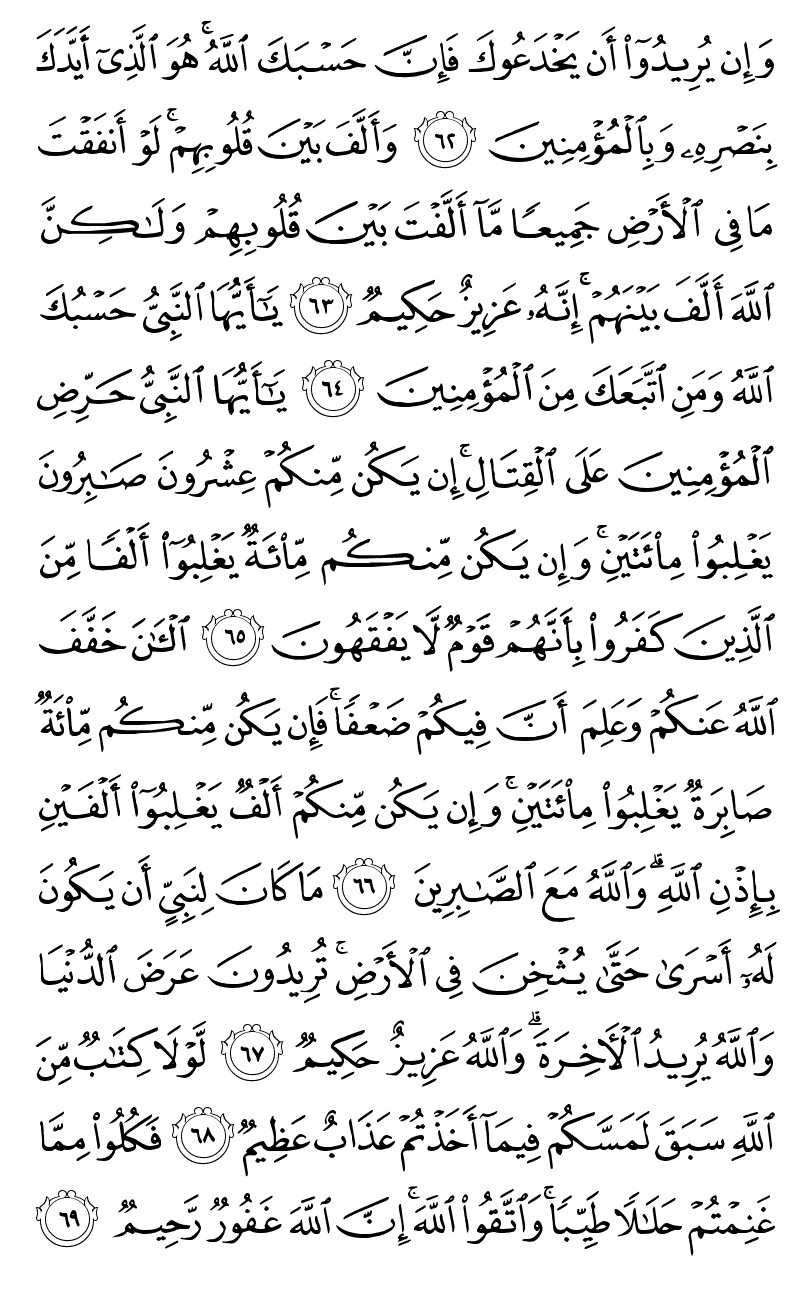 وَإِن يُرِيدُوٓا۟ أَن يَخْدَعُوكَ فَإِنَّ حَسْبَكَ ٱللَّهُ ۚ هُوَ ٱلَّذِىٓ أَيَّدَكَ
بِنَصْرِهِۦ وَبِٱلْمُؤْمِنِينَ ٦٢ وَأَلَّفَ بَيْنَ قُلُوبِهِمْ ۚ لَوْ أَنفَقْتَ
مَا فِى ٱلْأَرْضِ جَمِيعًا مَّآ أَلَّفْتَ بَيْنَ قُلُوبِهِمْ وَلَٰكِنَّ
ٱللَّهَ أَلَّفَ بَيْنَهُمْ ۚ إِنَّهُۥ عَزِيزٌ حَكِيمٌ ٦٣ يَٰٓأَيُّهَا ٱلنَّبِىُّ حَسْبُكَ
ٱللَّهُ وَمَنِ ٱتَّبَعَكَ مِنَ ٱلْمُؤْمِنِينَ ٦٤ يَٰٓأَيُّهَا ٱلنَّبِىُّ حَرِّضِ
ٱلْمُؤْمِنِينَ عَلَى ٱلْقِتَالِ ۚ إِن يَكُن مِّنكُمْ عِشْرُونَ صَٰبِرُونَ
يَغْلِبُوا۟ مِا۟ئَتَيْنِ ۚ وَإِن يَكُن مِّنكُم مِّا۟ئَةٌ يَغْلِبُوٓا۟ أَلْفًا مِّنَ
ٱلَّذِينَ كَفَرُوا۟ بِأَنَّهُمْ قَوْمٌ لَّا يَفْقَهُونَ ٦٥ ٱلْـَٰٔنَ خَفَّفَ
ٱللَّهُ عَنكُمْ وَعَلِمَ أَنَّ فِيكُمْ ضَعْفًا ۚ فَإِن يَكُن مِّنكُم مِّا۟ئَةٌ
صَابِرَةٌ يَغْلِبُوا۟ مِا۟ئَتَيْنِ ۚ وَإِن يَكُن مِّنكُمْ أَلْفٌ يَغْلِبُوٓا۟ أَلْفَيْنِ
بِإِذْنِ ٱللَّهِ ۗ وَٱللَّهُ مَعَ ٱلصَّٰبِرِينَ ٦٦ مَا كَانَ لِنَبِىٍّ أَن يَكُونَ
لَهُۥٓ أَسْرَىٰ حَتَّىٰ يُثْخِنَ فِى ٱلْأَرْضِ ۚ تُرِيدُونَ عَرَضَ ٱلدُّنْيَا
وَٱللَّهُ يُرِيدُ ٱلْـَٔاخِرَةَ ۗ وَٱللَّهُ عَزِيزٌ حَكِيمٌ ٦٧ لَّوْلَا كِتَٰبٌ مِّنَ
ٱللَّهِ سَبَقَ لَمَسَّكُمْ فِيمَآ أَخَذْتُمْ عَذَابٌ عَظِيمٌ ٦٨ فَكُلُوا۟ مِمَّا
غَنِمْتُمْ حَلَٰلًا طَيِّبًا ۚ وَٱتَّقُوا۟ ٱللَّهَ ۚ إِنَّ ٱللَّهَ غَفُورٌ رَّحِيمٌ ٦٩